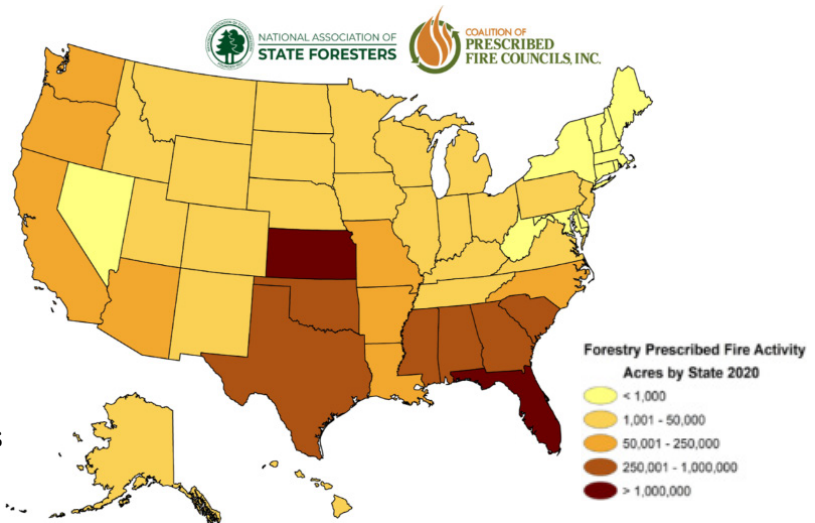 NATIONAL ASSOCIATION OF
STATE FORESTERS
COALITION OF
PRESCRIBED
FIRE COUNCILS, INC.
Forestry Prescribed Fire Activity
Acres by State 2020
< 1,000
1,001 - 50,000
50,001 - 250,000
250,001 - 1,000,000
> 1,000,000
s